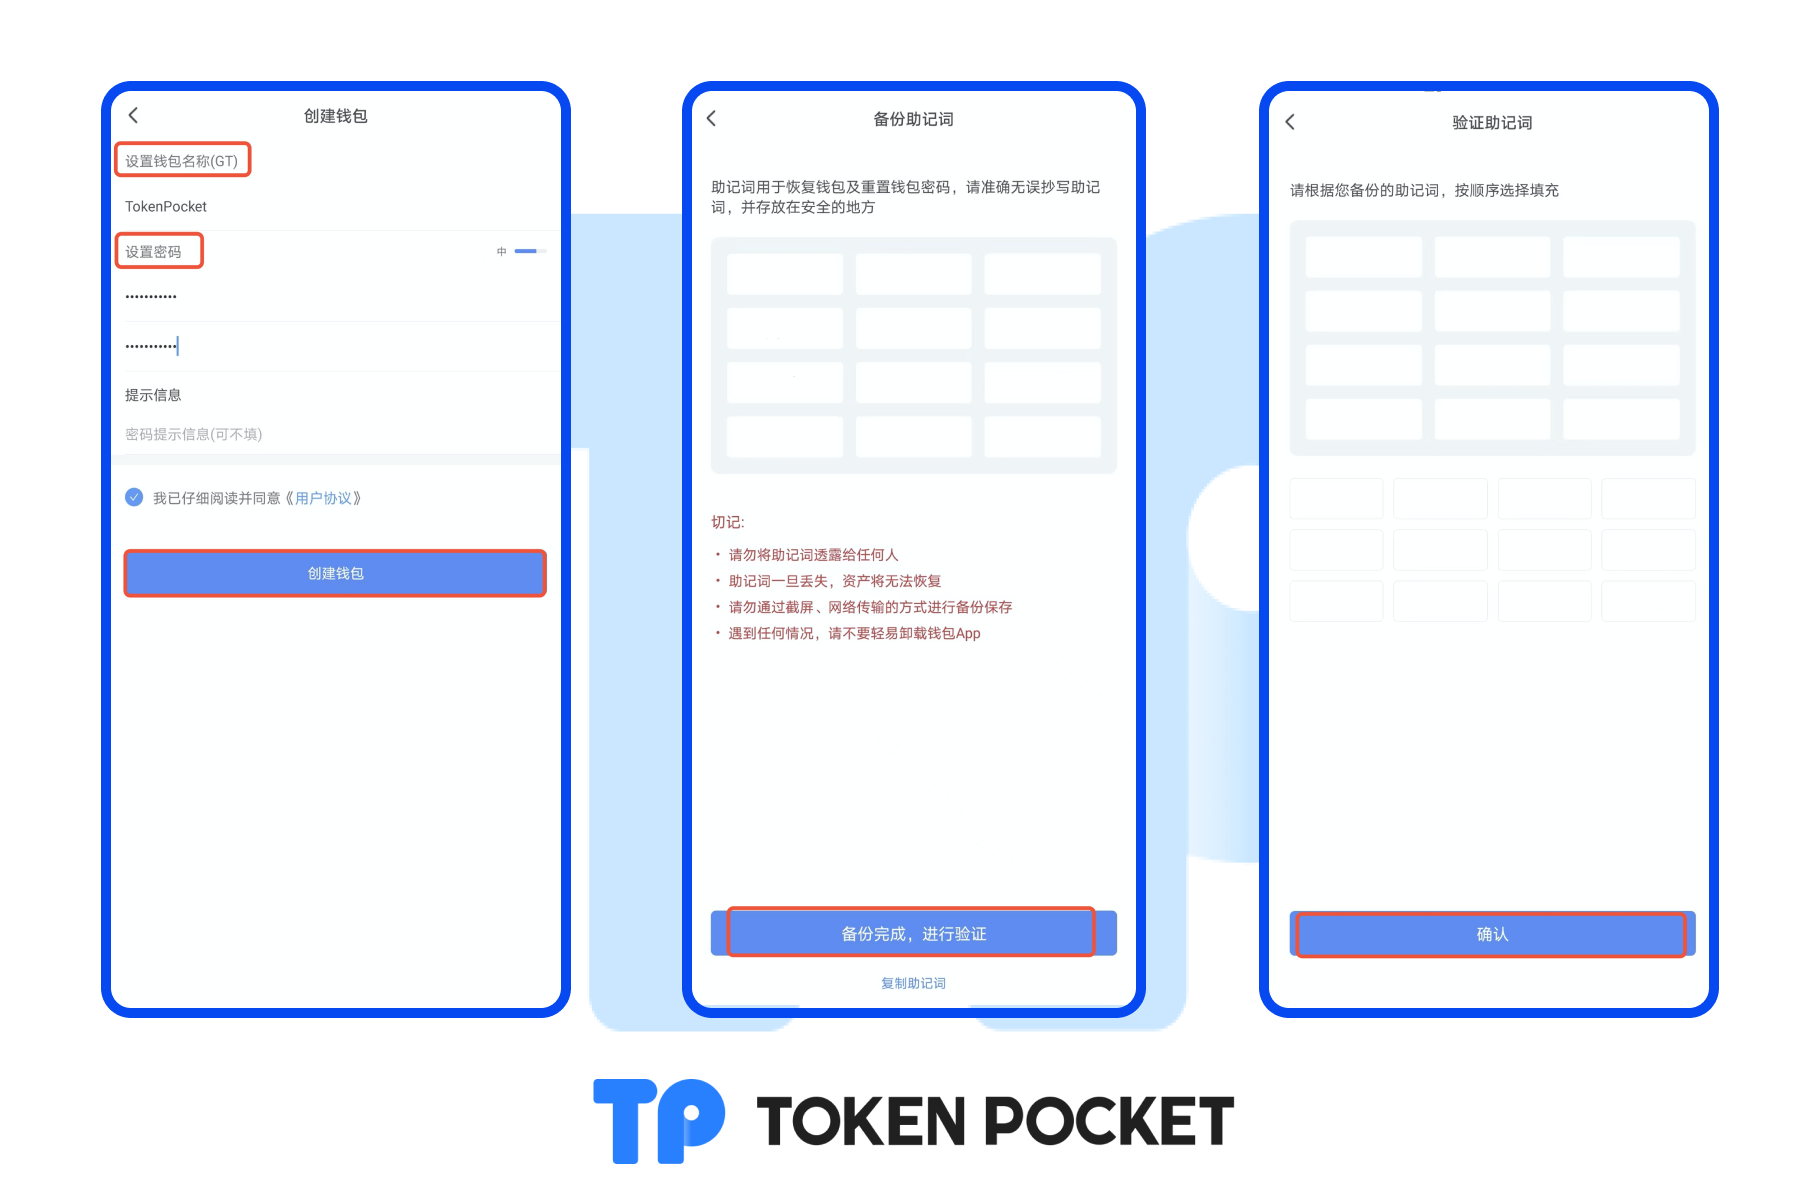 创建钱包
设置钱包名称(GT)
TokenPocket
设置密码
中
•••••••••••
•••••••••••
提示信息
密码提示信息(可不填)
我已仔细阅读并同意《用户协议》
创建钱包
备份助记词
助记词用于恢复钱包及重置钱包密码，请准确无误抄写助记
词，并存放在安全的地方
切记:
• 请勿将助记词透露给任何人
• 助记词一旦丢失，资产将无法恢复
• 请勿通过截屏、网络传输的方式进行备份保存
• 遇到任何情况，请不要轻易卸载钱包App
备份完成，进行验证
复制助记词
验证助记词
请根据您备份的助记词，按顺序选择填充
确认
TP TOKEN POCKET